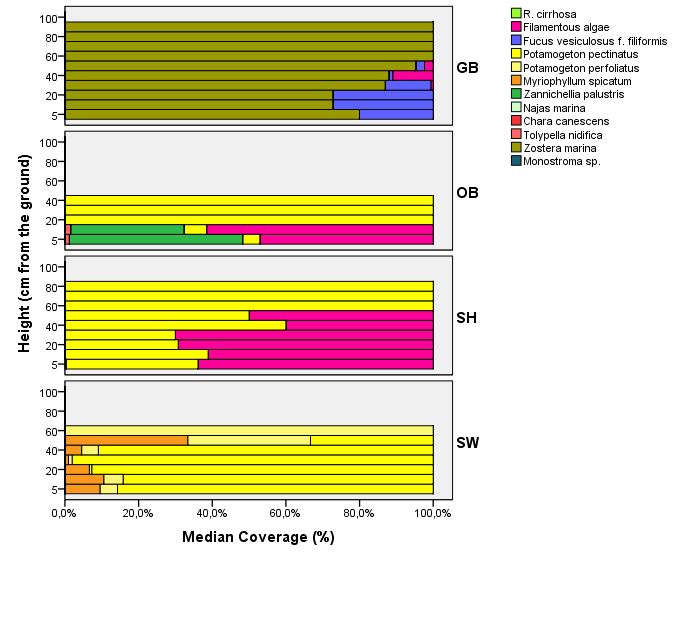 R. cirrhosa
Filamentous algae
Fucus vesiculosus f. filiformis
Potamogeton pectinatus
Potamogeton perfoliatus
Myriophyllum spicatum
Zannichellia palustris
Najas marina
Chara canescens
Tolypella nidifica
Zostera marina
Monostroma sp.
Height (cm from the ground)
100
80
60
40
20
5
GB
100
80
60
40
20
5
OB
100
80
60
40
20
5
SH
100
80
60
40
20
5
SW
0,0% 20,0% 40,0% 60,0% 80,0% 100,0%
Median Coverage (%)